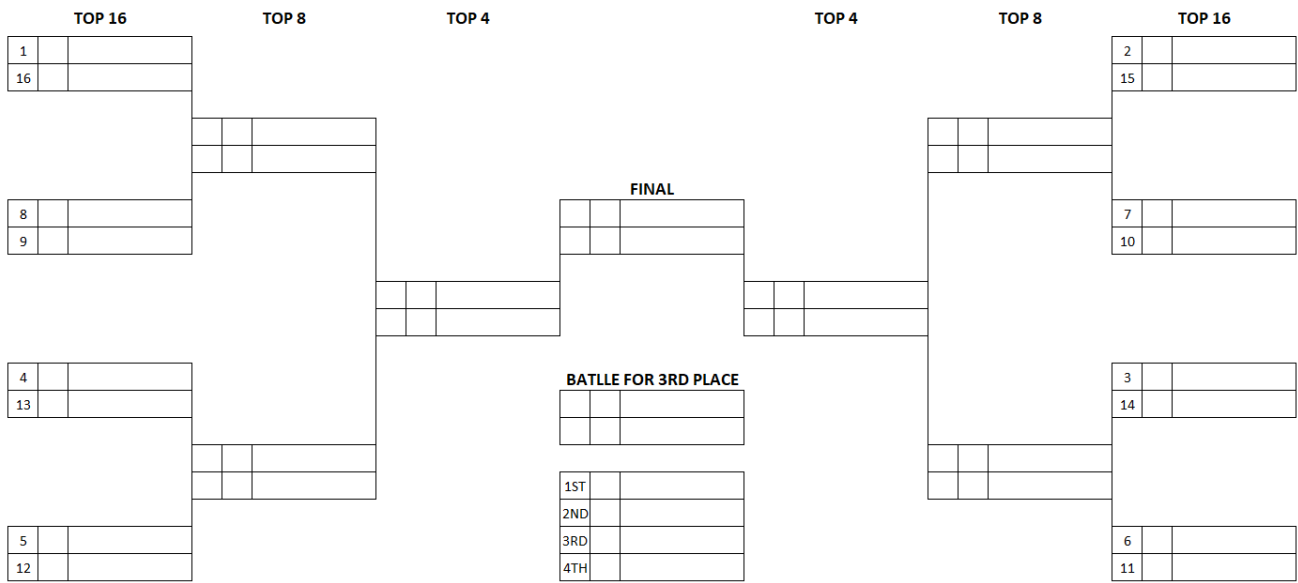 TOP 16 TOP 8 TOP 4 TOP 4 TOP 8 TOP 16
1 2
16 15
FINAL
8 7
9 10
4 3
BATLLE FOR 3RD PLACE
13 14
1ST
2ND
5 3RD 6
12 4TH 11